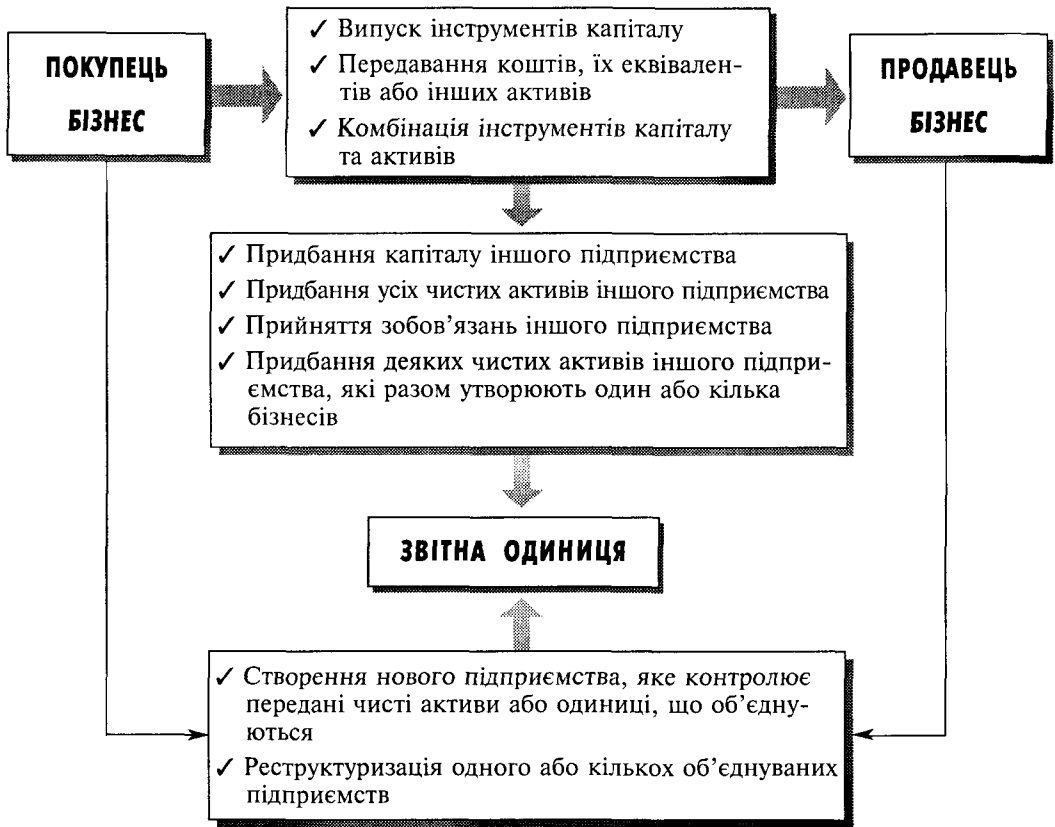 ПОКУПЕЦЬ
БІЗНЕС
✓ Випуск інструментів капіталу
✓ Передавання коштів, їх еквівален-
тів або інших активів
✓ Комбінація інструментів капіталу
та активів
ПРОДАВЕЦЬ
БІЗНЕС
✓ Придбання капіталу іншого підприємства
✓ Придбання усіх чистих активів іншого підприємства
✓ Прийняття зобов’язань іншого підприємства
✓ Придбання деяких чистих активів іншого підпри-
ємства, які разом утворюють один або кілька
бізнесів
ЗВІТНА ОДИНИЦЯ
✓ Створення нового підприємства, яке контролює
передані чисті активи або одиниці, що об’єдну-
ються
✓ Реструктуризація одного або кількох об’єднуваних
підприємств